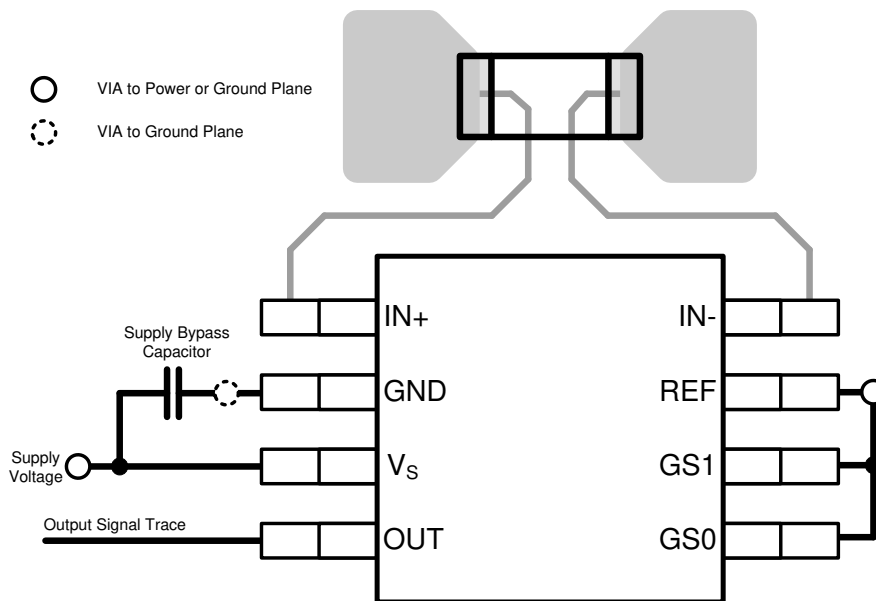 VIA to Power or Ground Plane
VIA to Ground Plane
Supply Bypass
Capacitor
Supply
Voltage
Output Signal Trace
IN+
GND
VS
OUT
IN-
REF
GS1
GS0